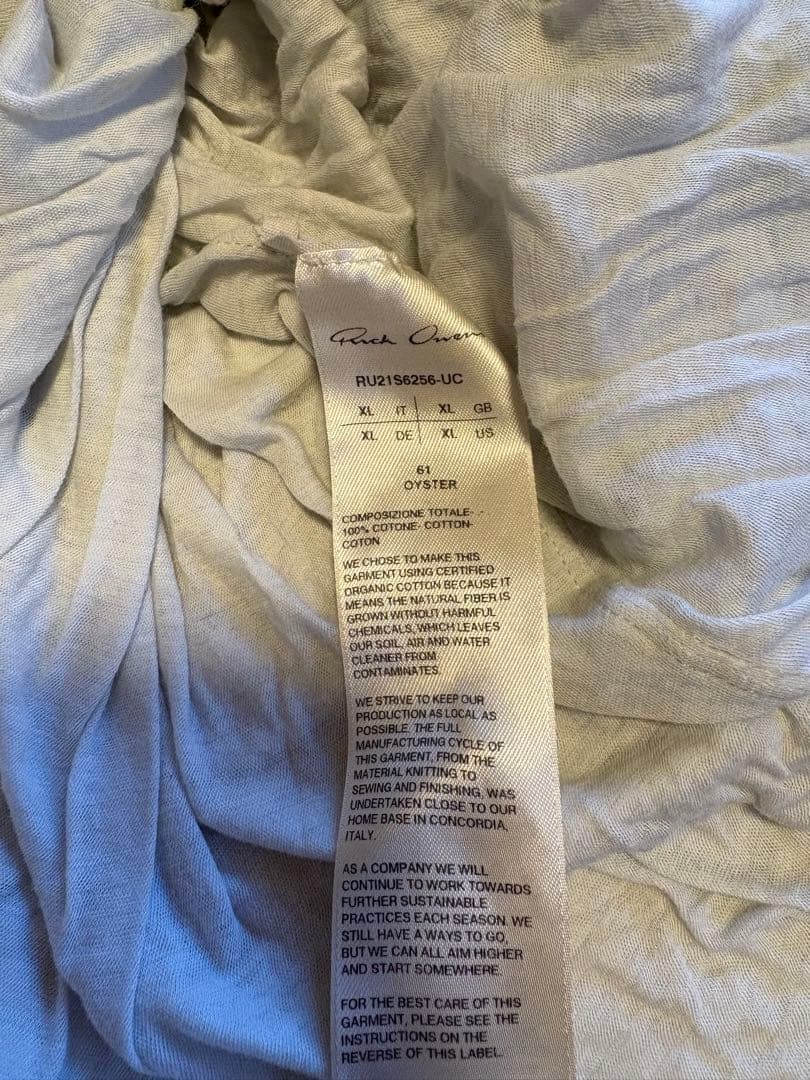 Rick Owens
RU21S6256-UC
XL IT XL GB
XL DE XL US
61
OYSTER
COMPOSIZIONE TOTALE- .-
100% COTONE- COTTON-
COTON
WE CHOSE TO MAKE THIS
GARMENT USING CERTIFIED
ORGANIC COTTON BECAUSE IT
MEANS THE NATURAL FIBER IS
GROWN WITHOUT HARMFUL
CHEMICALS, WHICH LEAVES
OUR SOIL, AIR AND WATER
CLEANER FROM
CONTAMINATES.
WE STRIVE TO KEEP OUR
PRODUCTION AS LOCAL AS
POSSIBLE. THE FULL
MANUFACTURING CYCLE OF
THIS GARMENT, FROM THE
MATERIAL KNITTING TO
SEWING AND FINISHING, WAS
UNDERTAKEN CLOSE TO OUR
HOME BASE IN CONCORDIA,
ITALY.
AS A COMPANY WE WILL
CONTINUE TO WORK TOWARDS
FURTHER SUSTAINABLE
PRACTICES EACH SEASON. WE
STILL HAVE A WAYS TO GO,
BUT WE CAN ALL AIM HIGHER
AND START SOMEWHERE.
FOR THE BEST CARE OF THIS
GARMENT, PLEASE SEE THE
INSTRUCTIONS ON THE
REVERSE OF THIS LABEL.